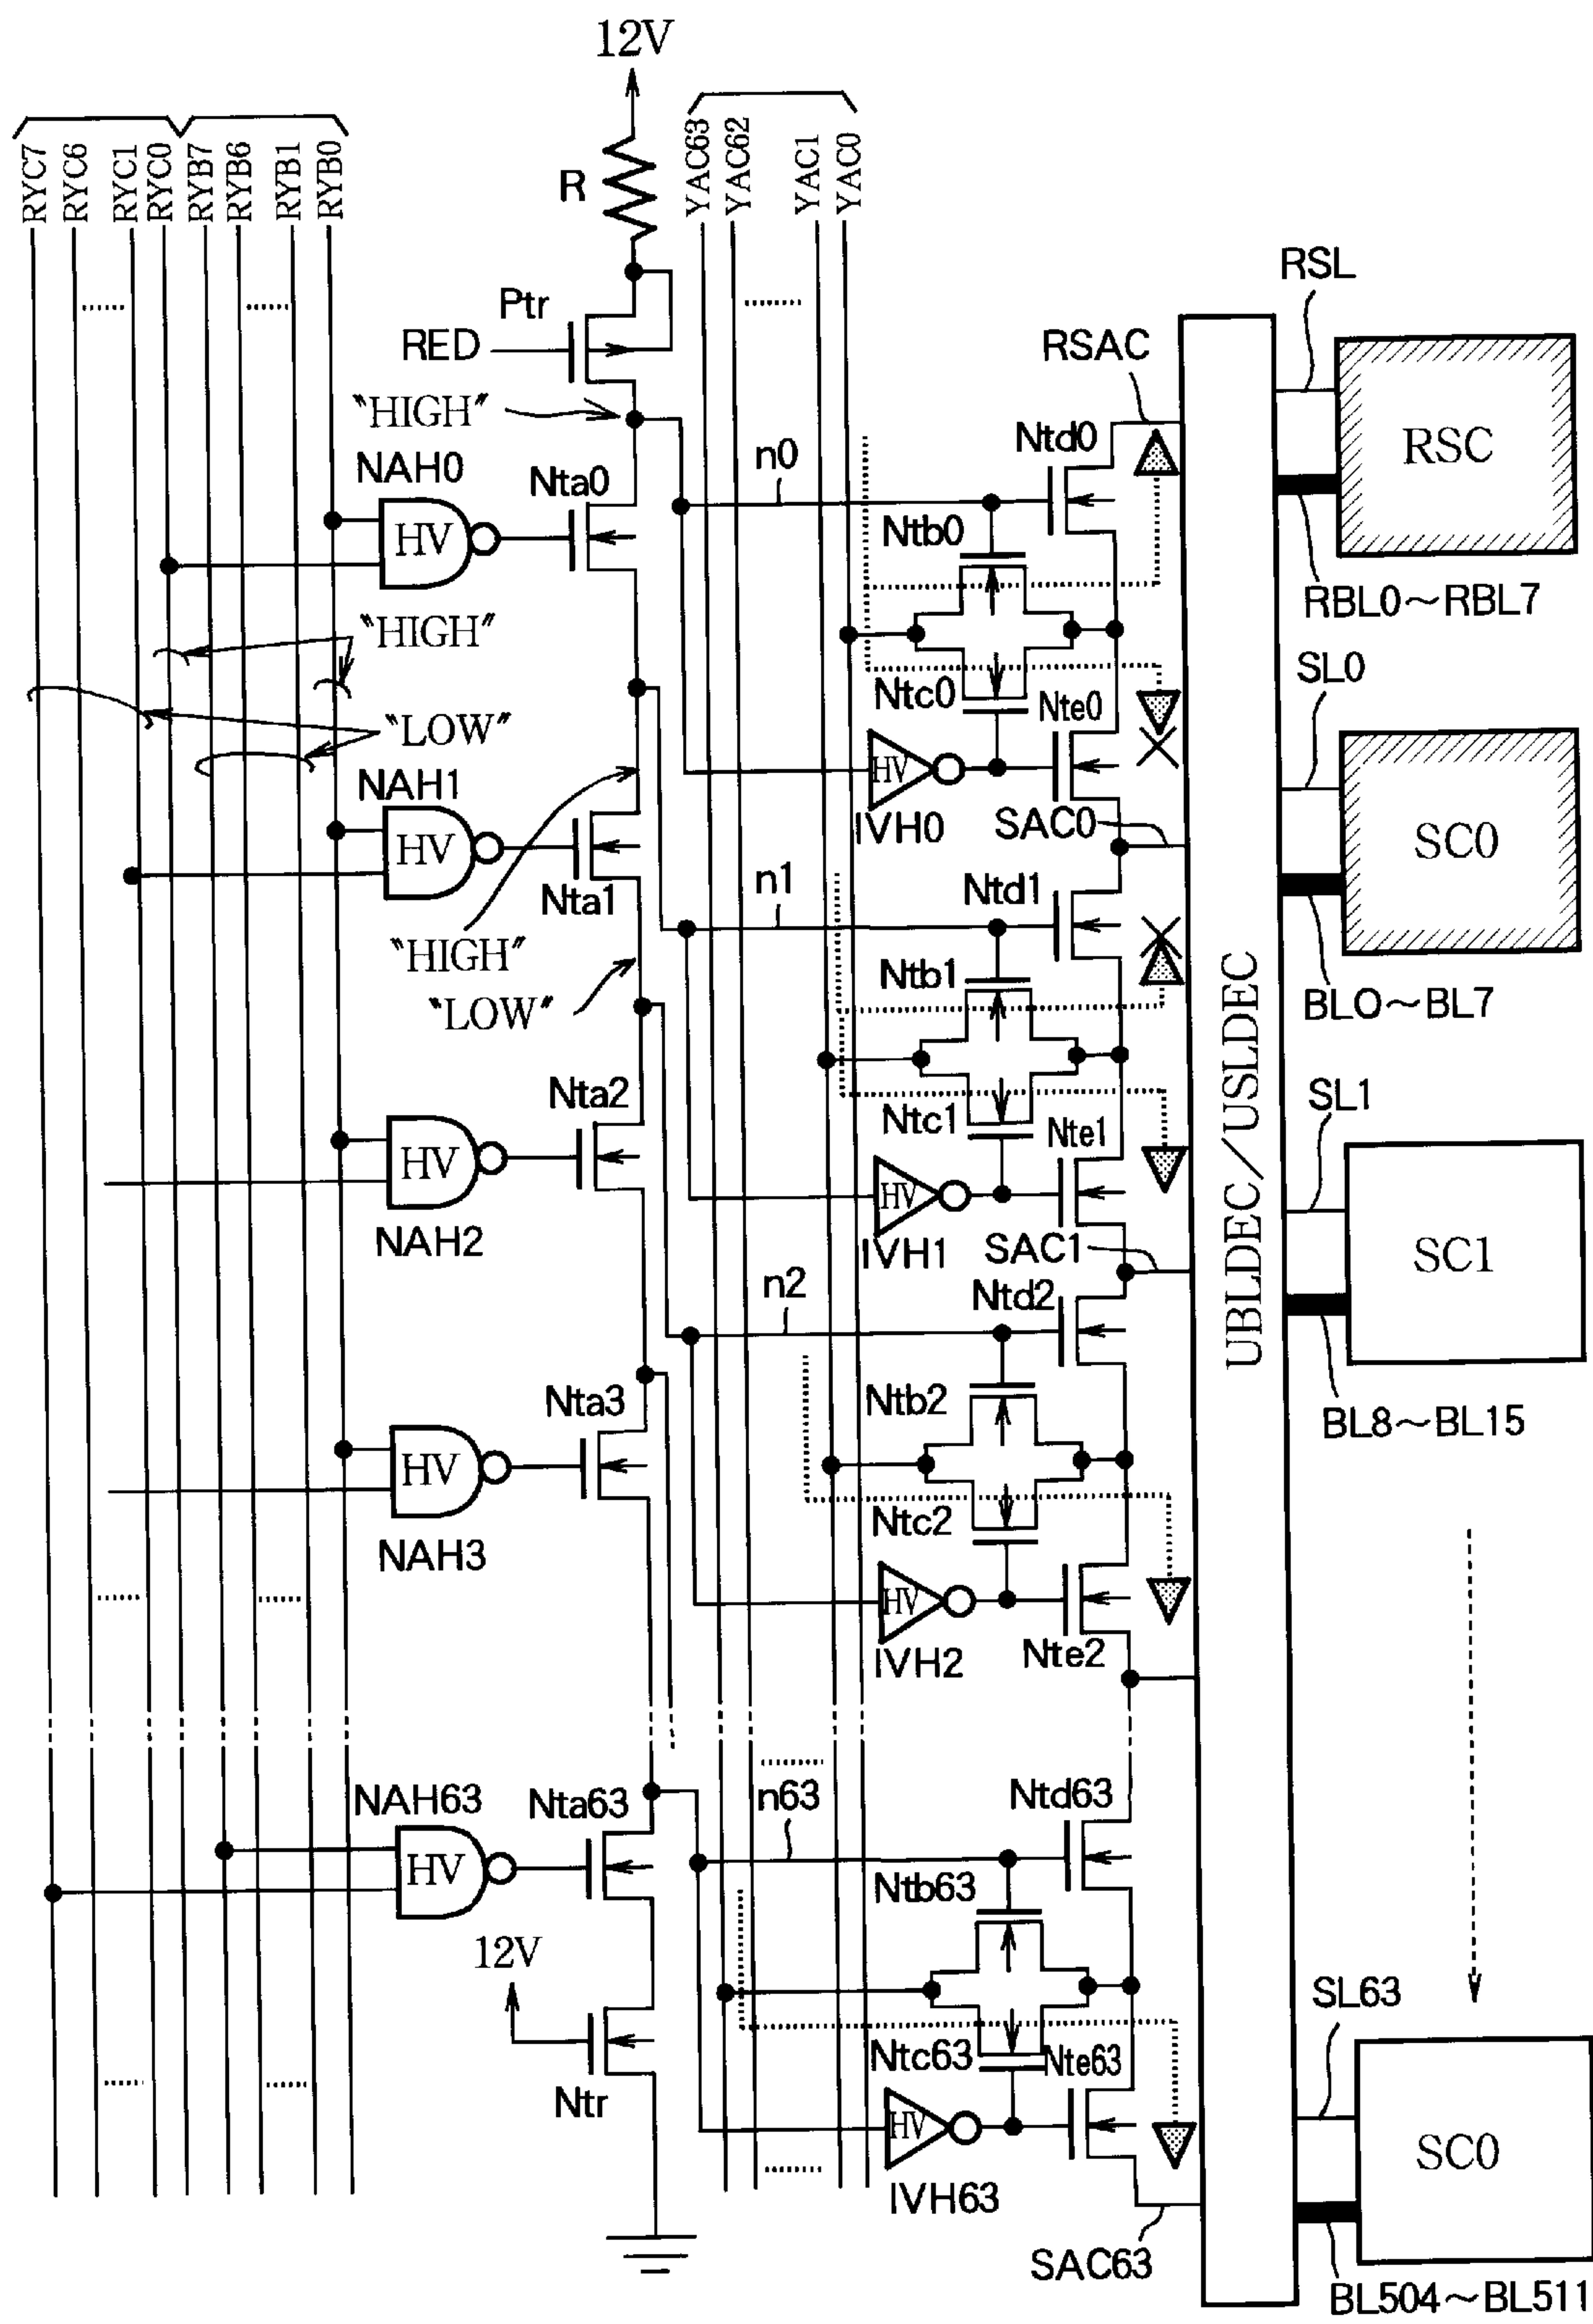 12V
RYC7
RYC6
RYC1
RYC0
RYB7
RYB6
RYB1
RYB0
R
YAC63
YAC62
YAC1
YAC0
Ptr
RED
"HIGH"
RSL
RSAC
RSC
NAH0
HV
Nta0
n0
Ntd0
Ntb0
RBL0~RBL7
"HIGH"
"LOW"
Ntc0
Nte0
HV
IVH0
SAC0
SL0
SC0
NAH1
HV
Nta1
"HIGH"
"LOW"
n1
Ntd1
Ntb1
BL0~BL7
UBLDEC/USLDEC
Ntc1
Nte1
HV
IVH1
SAC1
SL1
SC1
Nta2
HV
NAH2
n2
Ntd2
Ntb2
BL8~BL15
Nta3
HV
NAH3
Ntc2
HV
IVH2
Nte2
NAH63
HV
Nta63
n63
Ntd63
Ntb63
12V
Ntr
Ntc63
Nte63
HV
IVH63
SAC63
SL63
SC0
BL504~BL511